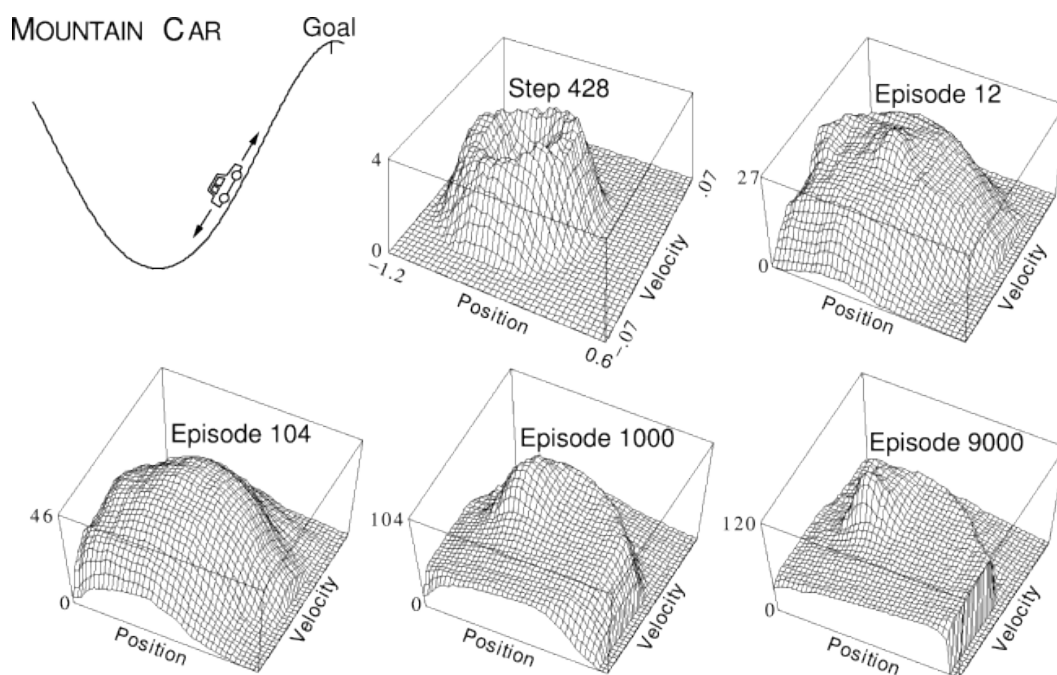 MOUNTAIN CAR
Goal
Step 428
4
0
−1.2
Position
0.6
−.07
Velocity
.07
Episode 12
27
0
Position
Velocity
Episode 104
46
0
Position
Velocity
Episode 1000
104
0
Position
Velocity
Episode 9000
120
0
Position
Velocity